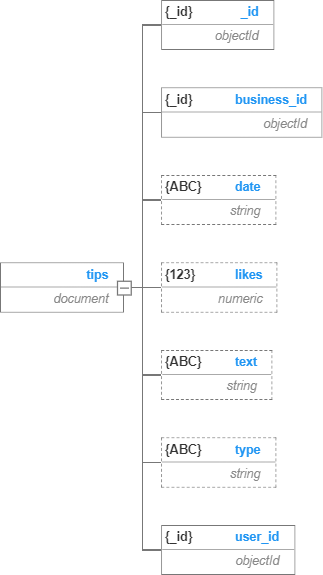 {_id} _id
objectId
{_id} business_id
objectId
{ABC} date
string
tips
document
{123} likes
numeric
{ABC} text
string
{ABC} type
string
{_id} user_id
objectId